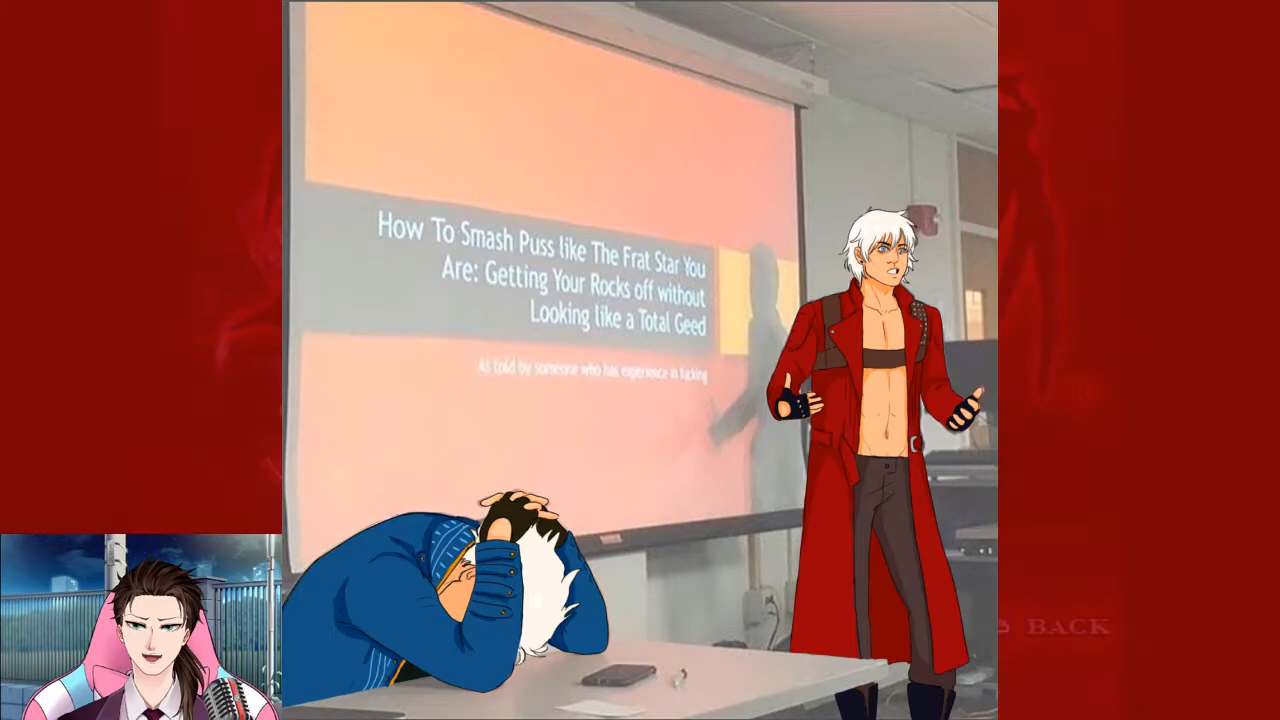 How To Smash Puss like The Frat Star You
Are: Getting Your Rocks off without
Looking like a Total Geed
As told by someone who has experience in fucking
BACK